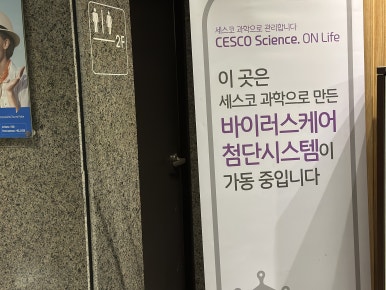 2F
세스코 과학으로 관리합니다
CESCO Science. ON Life
이 곳은
세스코 과학으로 만든
바이러스케어
첨단시스템이
가동 중입니다